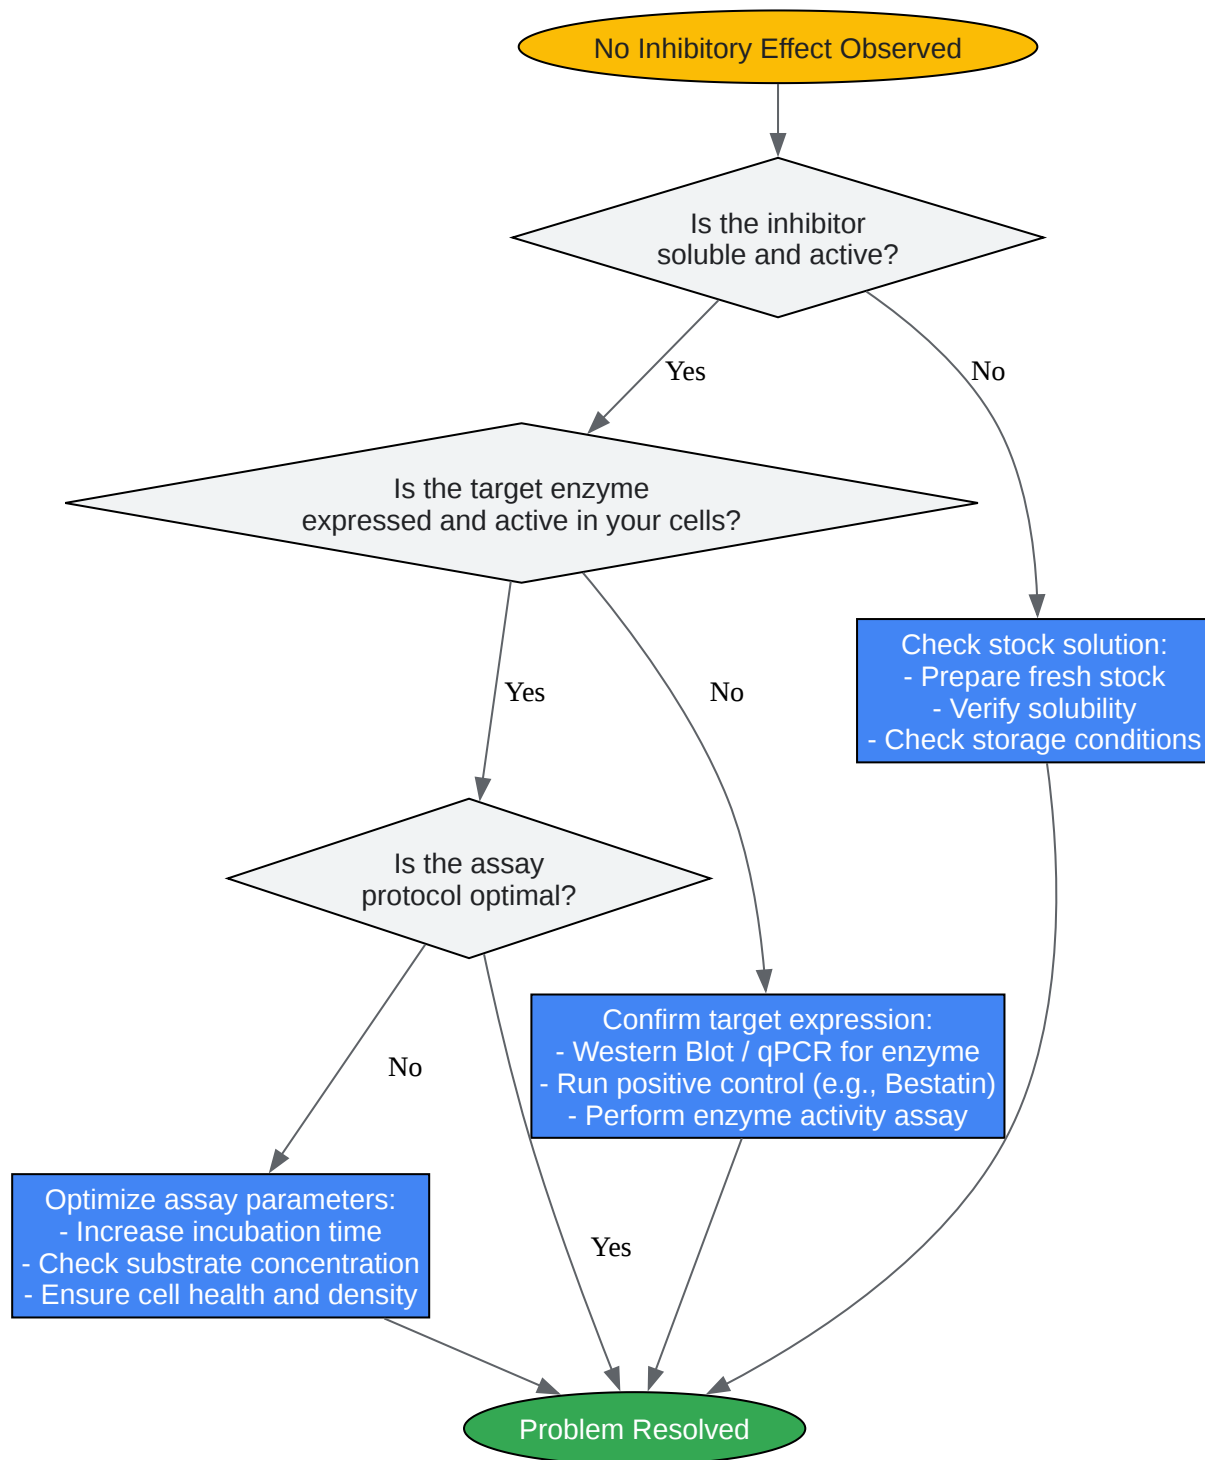 No Inhibitory Effect Observed
Is the inhibitor
soluble and active?
Yes
No
Is the target enzyme
expressed and active in your cells?
Check stock solution:
- Prepare fresh stock
- Verify solubility
- Check storage conditions
Yes
No
Is the assay
protocol optimal?
Confirm target expression:
- Western Blot / qPCR for enzyme
- Run positive control (e.g., Bestatin)
- Perform enzyme activity assay
No
Optimize assay parameters:
- Increase incubation time
- Check substrate concentration
- Ensure cell health and density
Yes
Problem Resolved